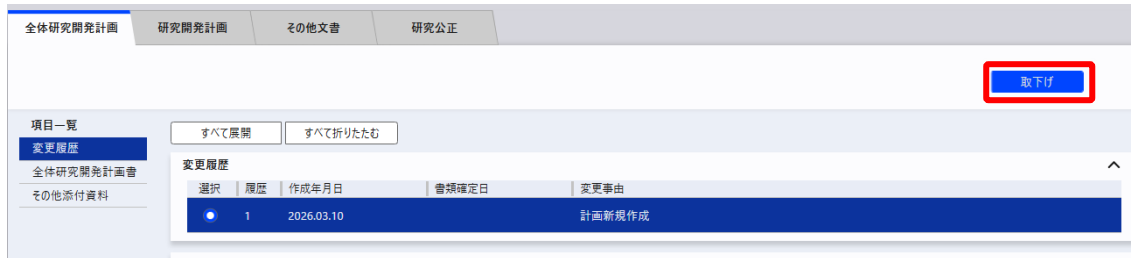 全体研究開発計画 研究開発計画 その他文書 研究公正
取下げ
項目一覧
変更履歴
全体研究開発計画書
その他添付資料
すべて展開 すべて折りたたむ
変更履歴
選択 履歴 作成年月日 書類確定日 変更事由
1 2026.03.10 計画新規作成